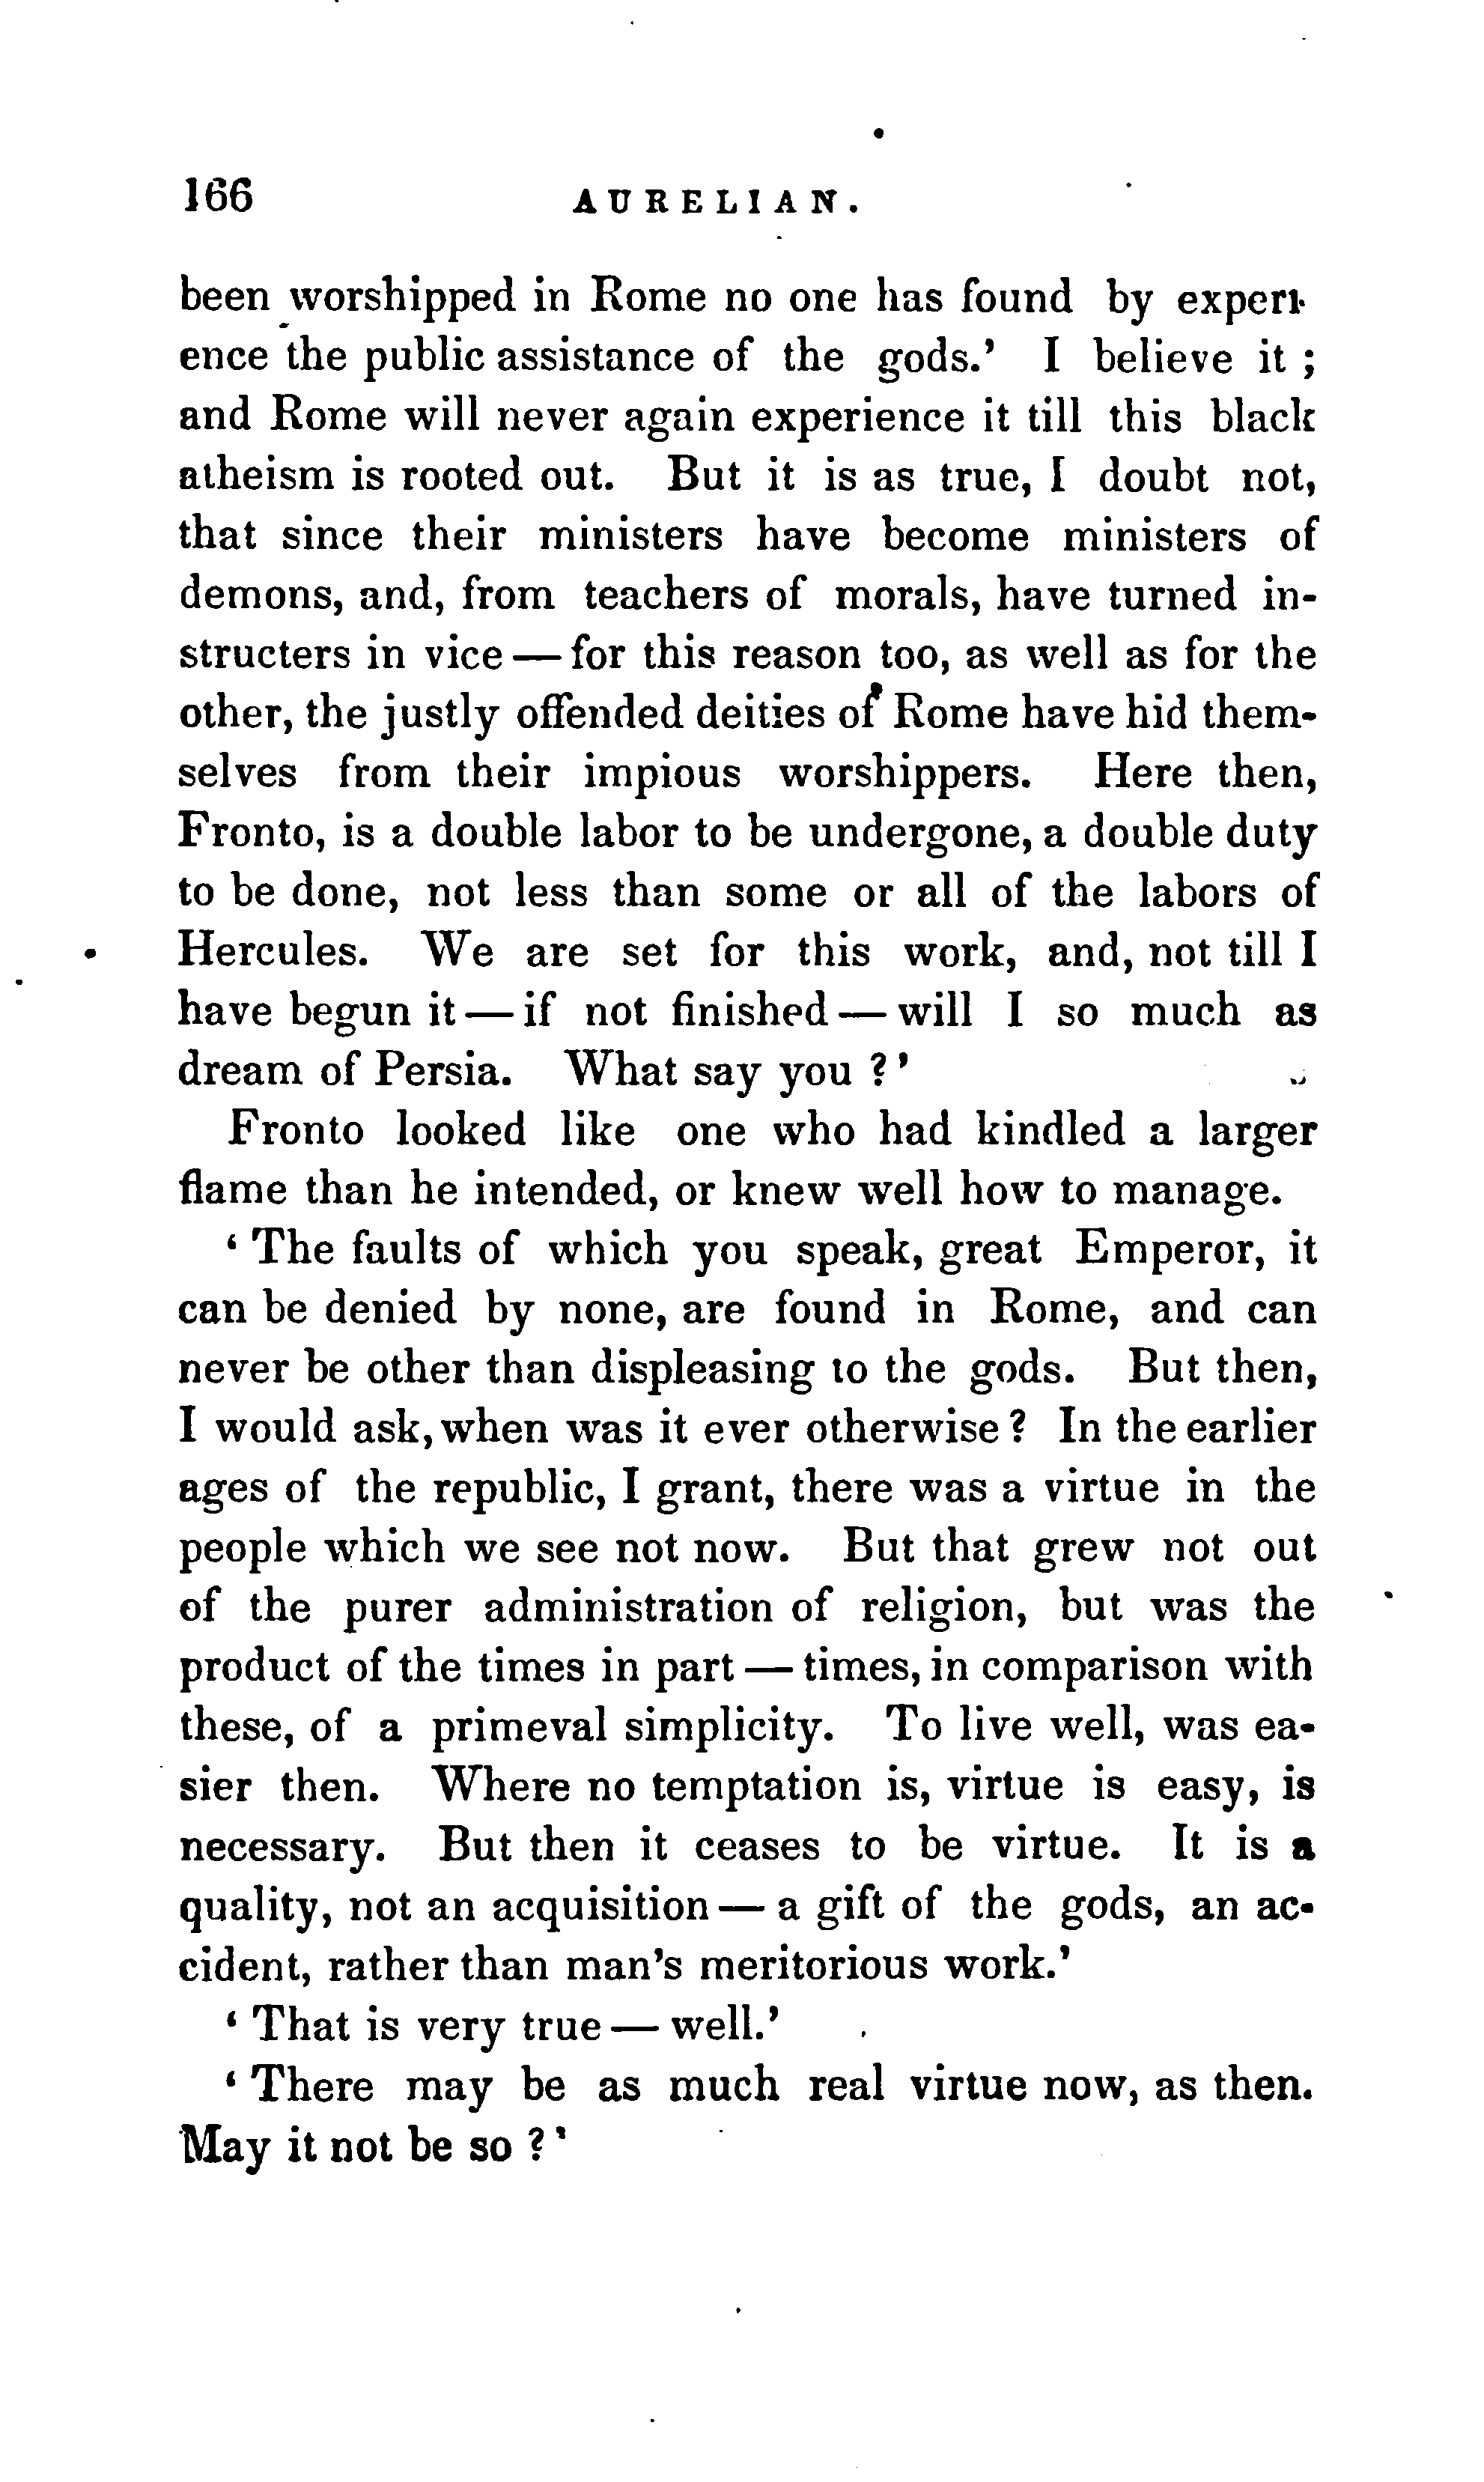 166 AURELIAN.
been worshipped in Rome no one has found by experi-
ence the public assistance of the gods.' I believe it ;
and Rome will never again experience it till this black
atheism is rooted out. But it is as true, I doubt not,
that since their ministers have become ministers of
demons, and, from teachers of morals, have turned in-
structers in vice — for this reason too, as well as for the
other, the justly offended deities of Rome have hid them-
selves from their impious worshippers. Here then,
Fronto, is a double labor to be undergone, a double duty
to be done, not less than some or all of the labors of
Hercules. We are set for this work, and, not till I
have begun it — if not finished — will I so much as
dream of Persia. What say you ?'
Fronto looked like one who had kindled a larger
flame than he intended, or knew well how to manage.
' The faults of which you speak, great Emperor, it
can be denied by none, are found in Rome, and can
never be other than displeasing to the gods. But then,
I would ask, when was it ever otherwise ? In the earlier
ages of the republic, I grant, there was a virtue in the
people which we see not now. But that grew not out
of the purer administration of religion, but was the
product of the times in part — times, in comparison with
these, of a primeval simplicity. To live well, was ea-
sier then. Where no temptation is, virtue is easy, is
necessary. But then it ceases to be virtue. It is a
quality, not an acquisition — a gift of the gods, an ac-
cident, rather than man's meritorious work.'
' That is very true — well.'
' There may be as much real virtue now, as then.
May it not be so ?'